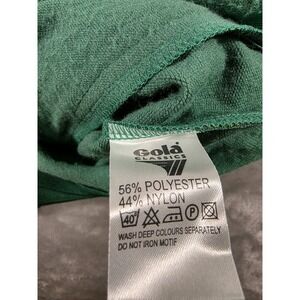 Gola
CLASSICS
56% POLYESTER
44% NYLON
40°
WASH DEEP COLOURS SEPARATELY
DO NOT IRON MOTIF